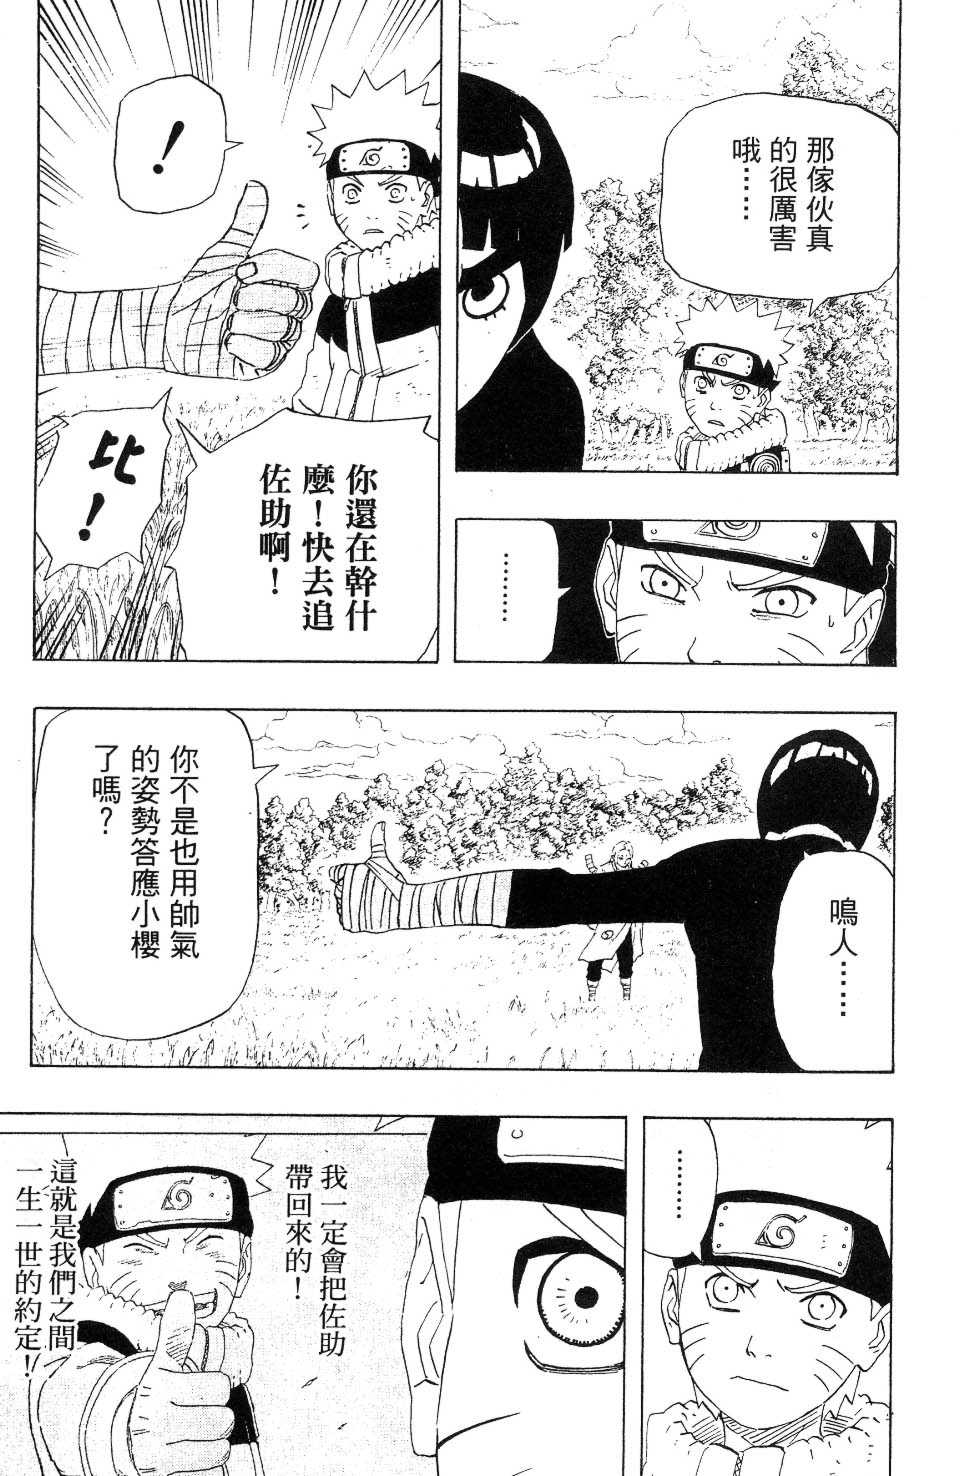 那傢伙真
的很厲害
哦……
………
！
比！
你還在幹什
麼！快去追
佐助啊！
鳴人……
你不是也用帥氣
的姿勢答應小櫻
了嗎？
………
我一定會把佐助
帶回來的！
這就是我們之間
一生一世的約定！